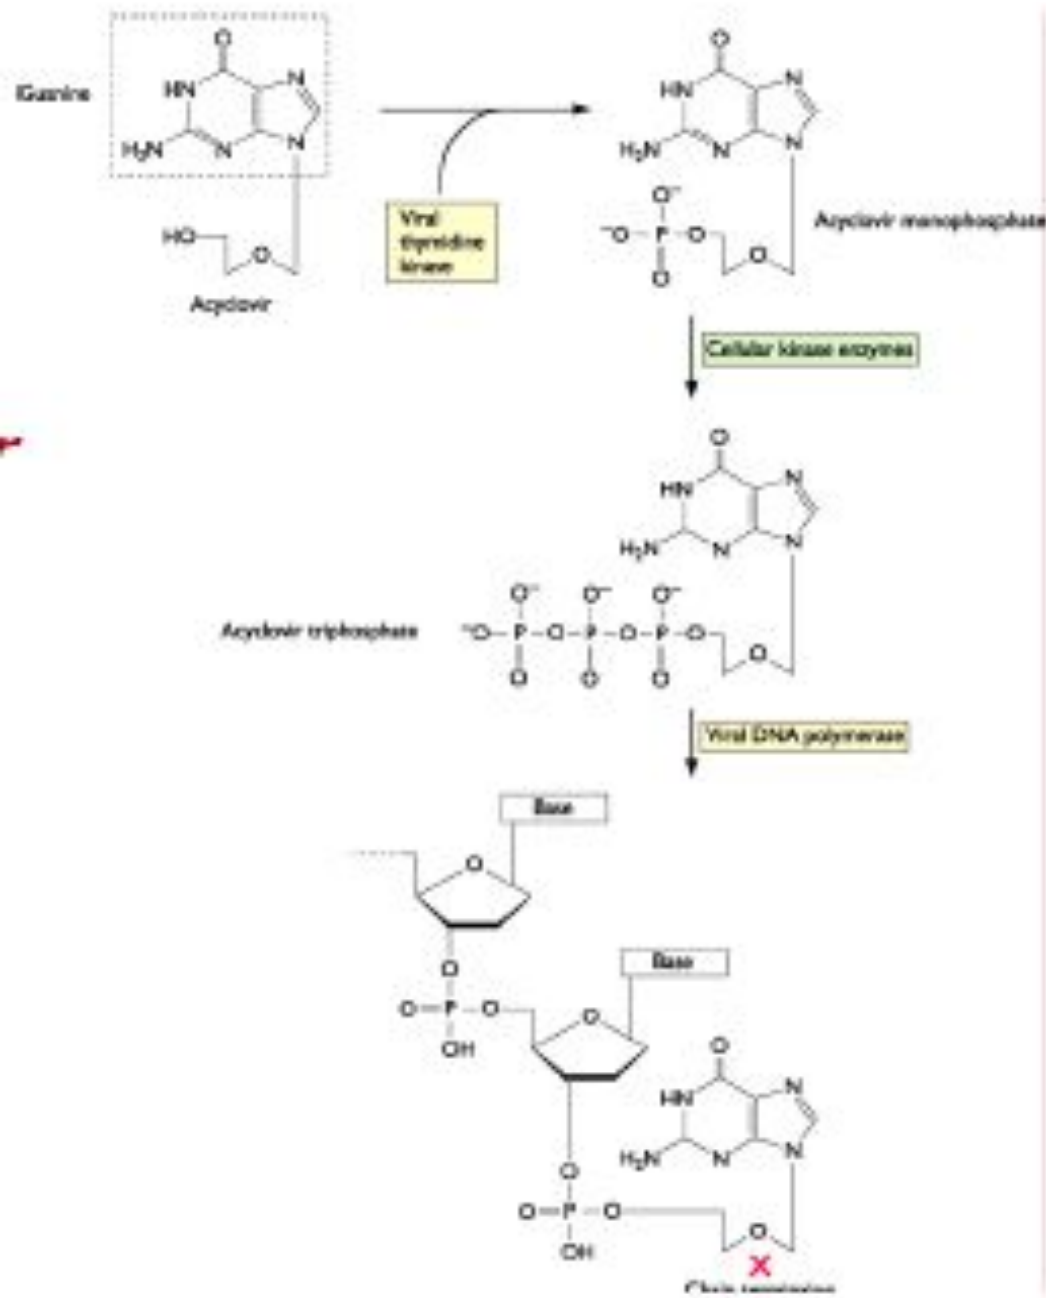 O
N
HN
Guanine
H₂N
N
N
HO
O
Acyclovir
Viral
thymidine
kinase
O
N
HN
H₂N
N
N
O⁻
⁻O
P
O
O
O
Acyclovir monophosphate
Cellular kinase enzymes
O
N
HN
H₂N
N
N
O⁻
O⁻
O⁻
Acyclovir triphosphate
⁻O
P
O
P
O
P
O
O
O
O
O
Viral DNA polymerase
Base
O
O
Base
O
P
O
O
OH
O
HN
N
H₂N
N
N
O
O
P
O
O
OH
X